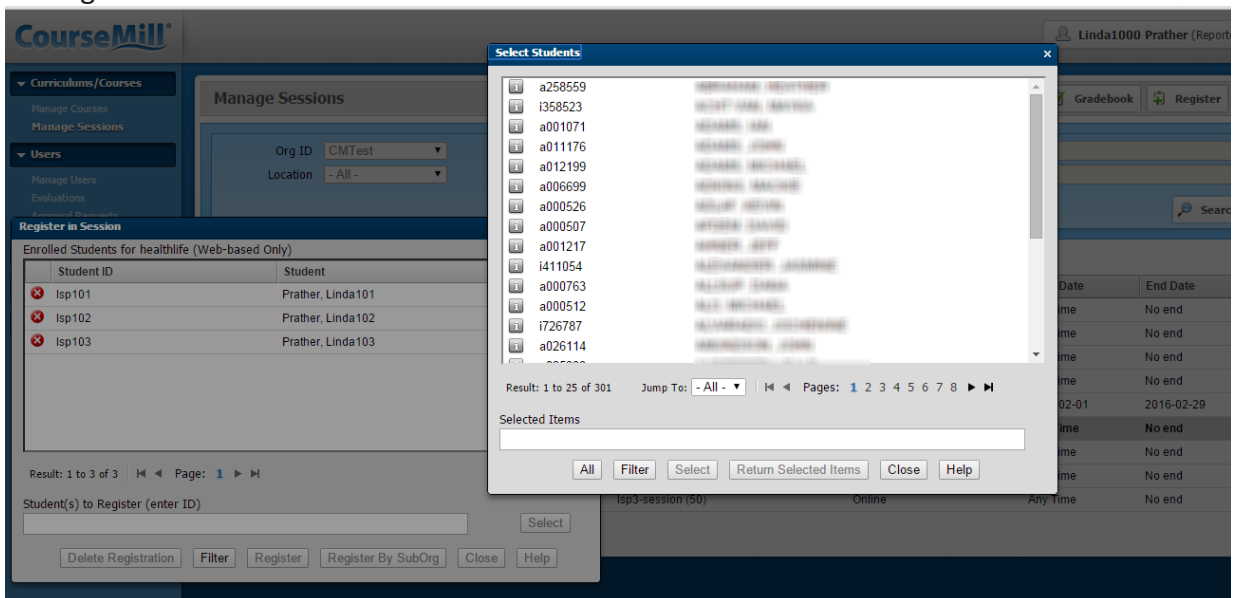 CourseMill®
Linda1000 Prather (Reporte
Curriculums/Courses
Manage Courses
Manage Sessions
Users
Manage Users
Evaluations
Approval Requests
Manage Sessions
Gradebook
Register
Org ID CMTest
Location - All -
Searc
Register in Session
Enrolled Students for healthlife (Web-based Only)
Student ID Student
lsp101 Prather, Linda101
lsp102 Prather, Linda102
lsp103 Prather, Linda103
Result: 1 to 3 of 3 Page: 1
Student(s) to Register (enter ID)
Select
Delete Registration Filter Register Register By SubOrg Close Help
Select Students x
a258559
i358523
a001071
a011176
a012199
a006699
a000526
a000507
a001217
i411054
a000763
a000512
i726787
a026114
Result: 1 to 25 of 301 Jump To: - All - Pages: 1 2 3 4 5 6 7 8
Selected Items
All Filter Select Return Selected Items Close Help
Date End Date
ime No end
ime No end
ime No end
ime No end
02-01 2016-02-29
ime No end
ime No end
ime No end
lsp3-session (50) Online Any Time No end